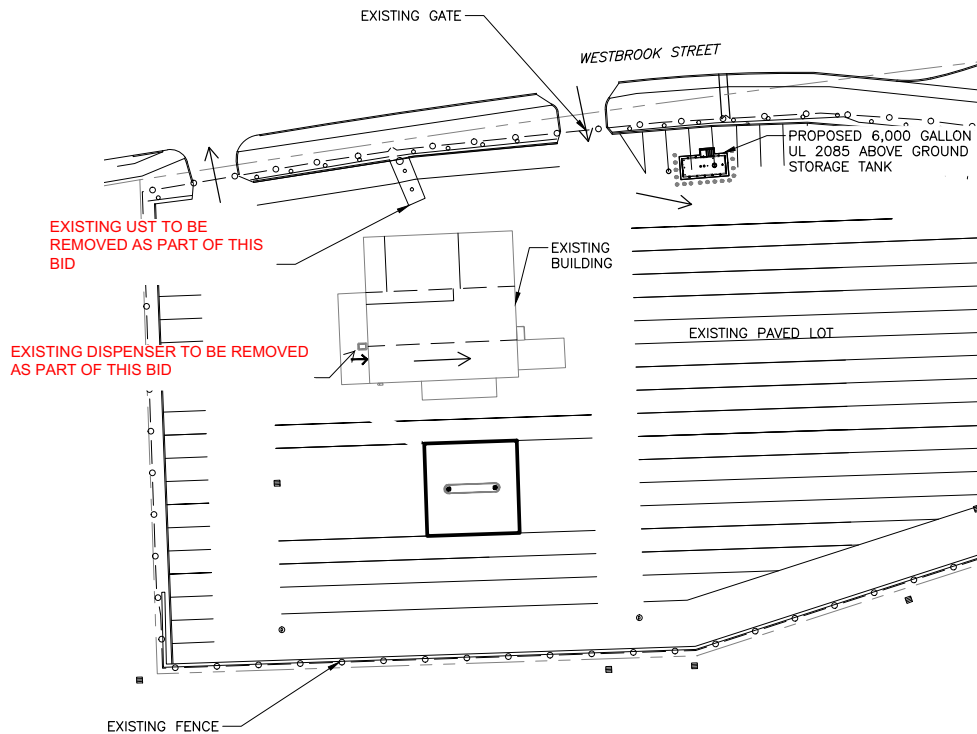 EXISTING GATE
WESTBROOK STREET
PROPOSED 6,000 GALLON
UL 2085 ABOVE GROUND
STORAGE TANK
EXISTING UST TO BE
REMOVED AS PART OF THIS
BID
EXISTING
BUILDING
EXISTING PAVED LOT
EXISTING DISPENSER TO BE REMOVED
AS PART OF THIS BID
EXISTING FENCE